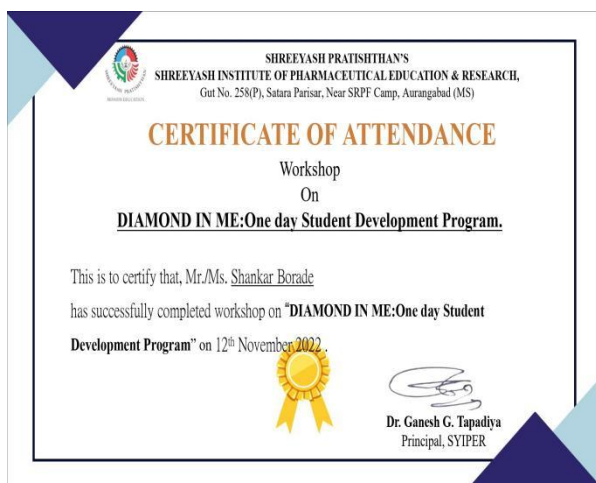 SHREEYASH PRATISHTHAN'S
SHREEYASH INSTITUTE OF PHARMACEUTICAL EDUCATION & RESEARCH,
Gut No. 258(P), Satara Parisar, Near SRPF Camp, Aurangabad (MS)
SHREEYASH PRATISHTHAN
CERTIFICATE OF ATTENDANCE
Workshop
On
DIAMOND IN ME:One day Student Development Program.
This is to certify that, Mr./Ms. Shankar Borade
has successfully completed workshop on "DIAMOND IN ME:One day Student
Development Program" on 12th November 2022 .
Dr. Ganesh G. Tapadiya
Principal, SYIPER